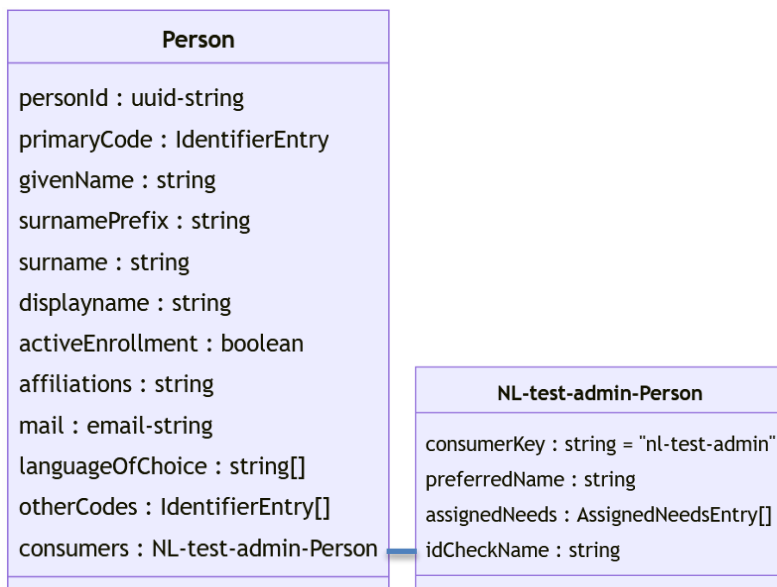 Person
personId : uuid-string
primaryCode : IdentifierEntry
givenName : string
surnamePrefix : string
surname : string
displayname : string
activeEnrollment : boolean
affiliations : string
mail : email-string
languageOfChoice : string[]
otherCodes : IdentifierEntry[]
consumers : NL-test-admin-Person
NL-test-admin-Person
consumerKey : string = "nl-test-admin"
preferredName : string
assignedNeeds : AssignedNeedsEntry[]
idCheckName : string